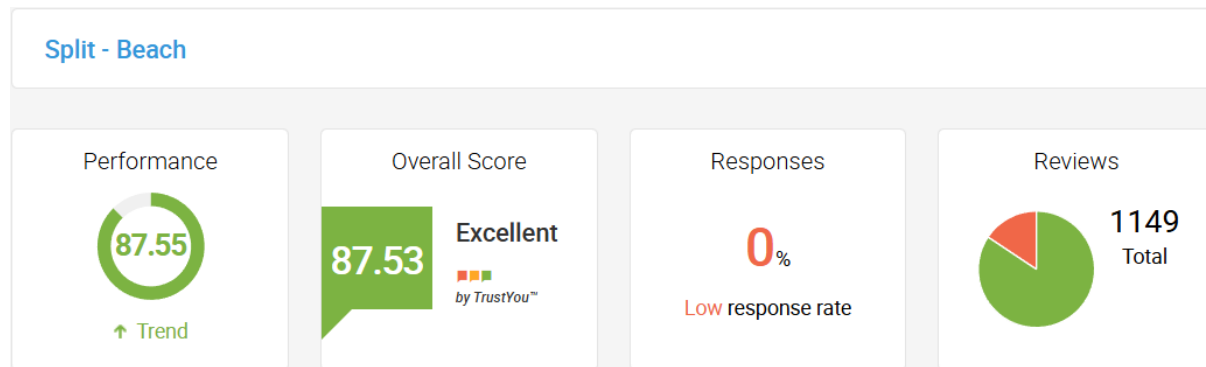 Split - Beach
Performance
87.55
↑ Trend
Overall Score
87.53
Excellent
by TrustYou™
Responses
0%
Low response rate
Reviews
1149
Total